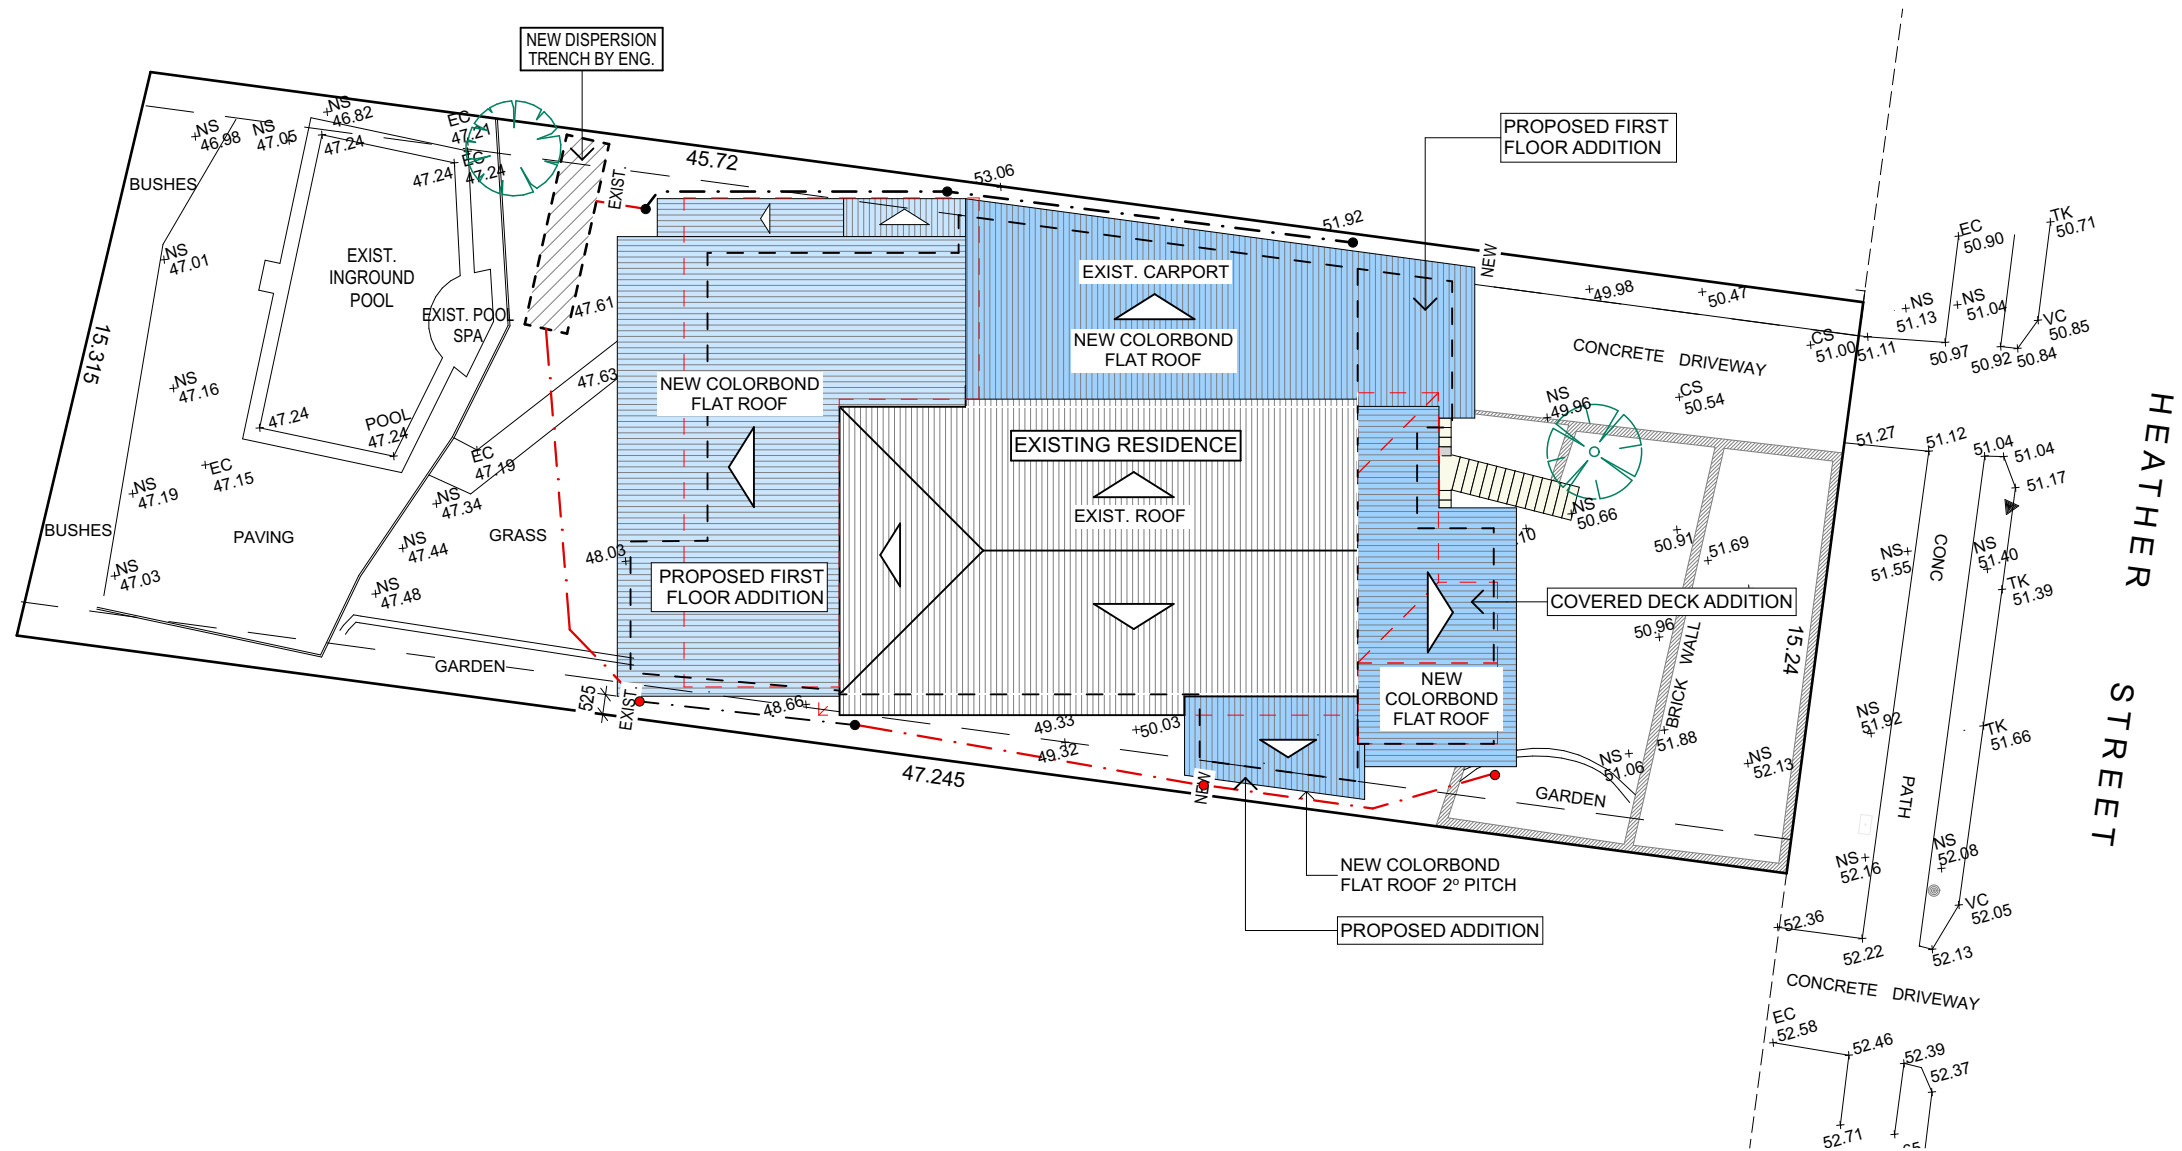 NEW DISPERSION
TRENCH BY ENG.
PROPOSED FIRST
FLOOR ADDITION
NS
46.98
NS
47.05
NS
46.82
47.24
EC
47.21
EC
47.24
47.24
BUSHES
NS
47.01
EXIST.
INGROUND
POOL
EXIST. POOL
SPA
15.315
NS
47.16
47.24
POOL
47.24
EC
47.15
NS
47.19
BUSHES
NS
47.03
PAVING
EC
47.19
NS
47.34
NS
47.44
NS
47.48
GRASS
GARDEN
EXIST.
45.72
53.06
51.92
NEW
47.61
47.63
48.03
NEW COLORBOND
FLAT ROOF
PROPOSED FIRST
FLOOR ADDITION
EXIST. CARPORT
NEW COLORBOND
FLAT ROOF
EXISTING RESIDENCE
EXIST. ROOF
525
EXIST.
48.66
49.33
49.32
50.03
47.245
NEW
NEW
COLORBOND
FLAT ROOF
COVERED DECK ADDITION
NEW COLORBOND
FLAT ROOF 2º PITCH
PROPOSED ADDITION
49.98
50.47
CONCRETE DRIVEWAY
CS
51.00
51.11
NS
49.96
CS
50.54
NS
50.66
50.91
51.69
50.96
BRICK WALL
51.88
NS
51.06
NS
52.13
GARDEN
15.24
EC
50.90
TK
50.71
NS
51.13
NS
51.04
VC
50.85
50.97
50.92
50.84
51.27
51.12
51.04
51.04
51.17
CONC
PATH
NS
51.55
NS
51.40
TK
51.39
NS
51.92
TK
51.66
NS
52.16
NS
52.08
VC
52.05
52.36
52.22
52.13
CONCRETE DRIVEWAY
EC
52.58
52.46
52.39
52.37
52.71
HEATHER STREET